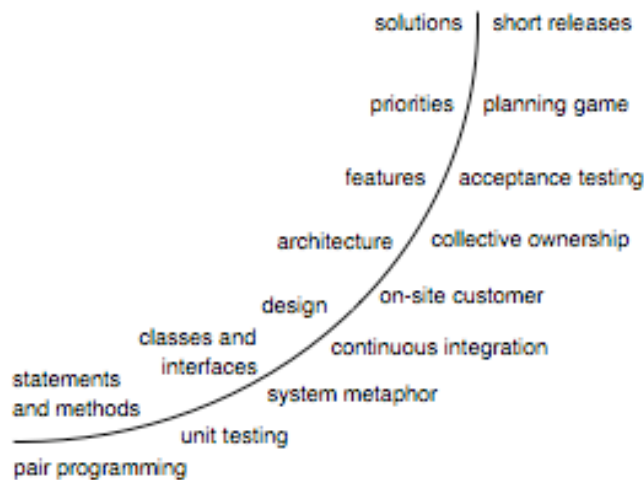 solutions short releases
priorities planning game
features acceptance testing
architecture collective ownership
design on-site customer
classes and
interfaces continuous integration
statements
and methods system metaphor
unit testing
pair programming